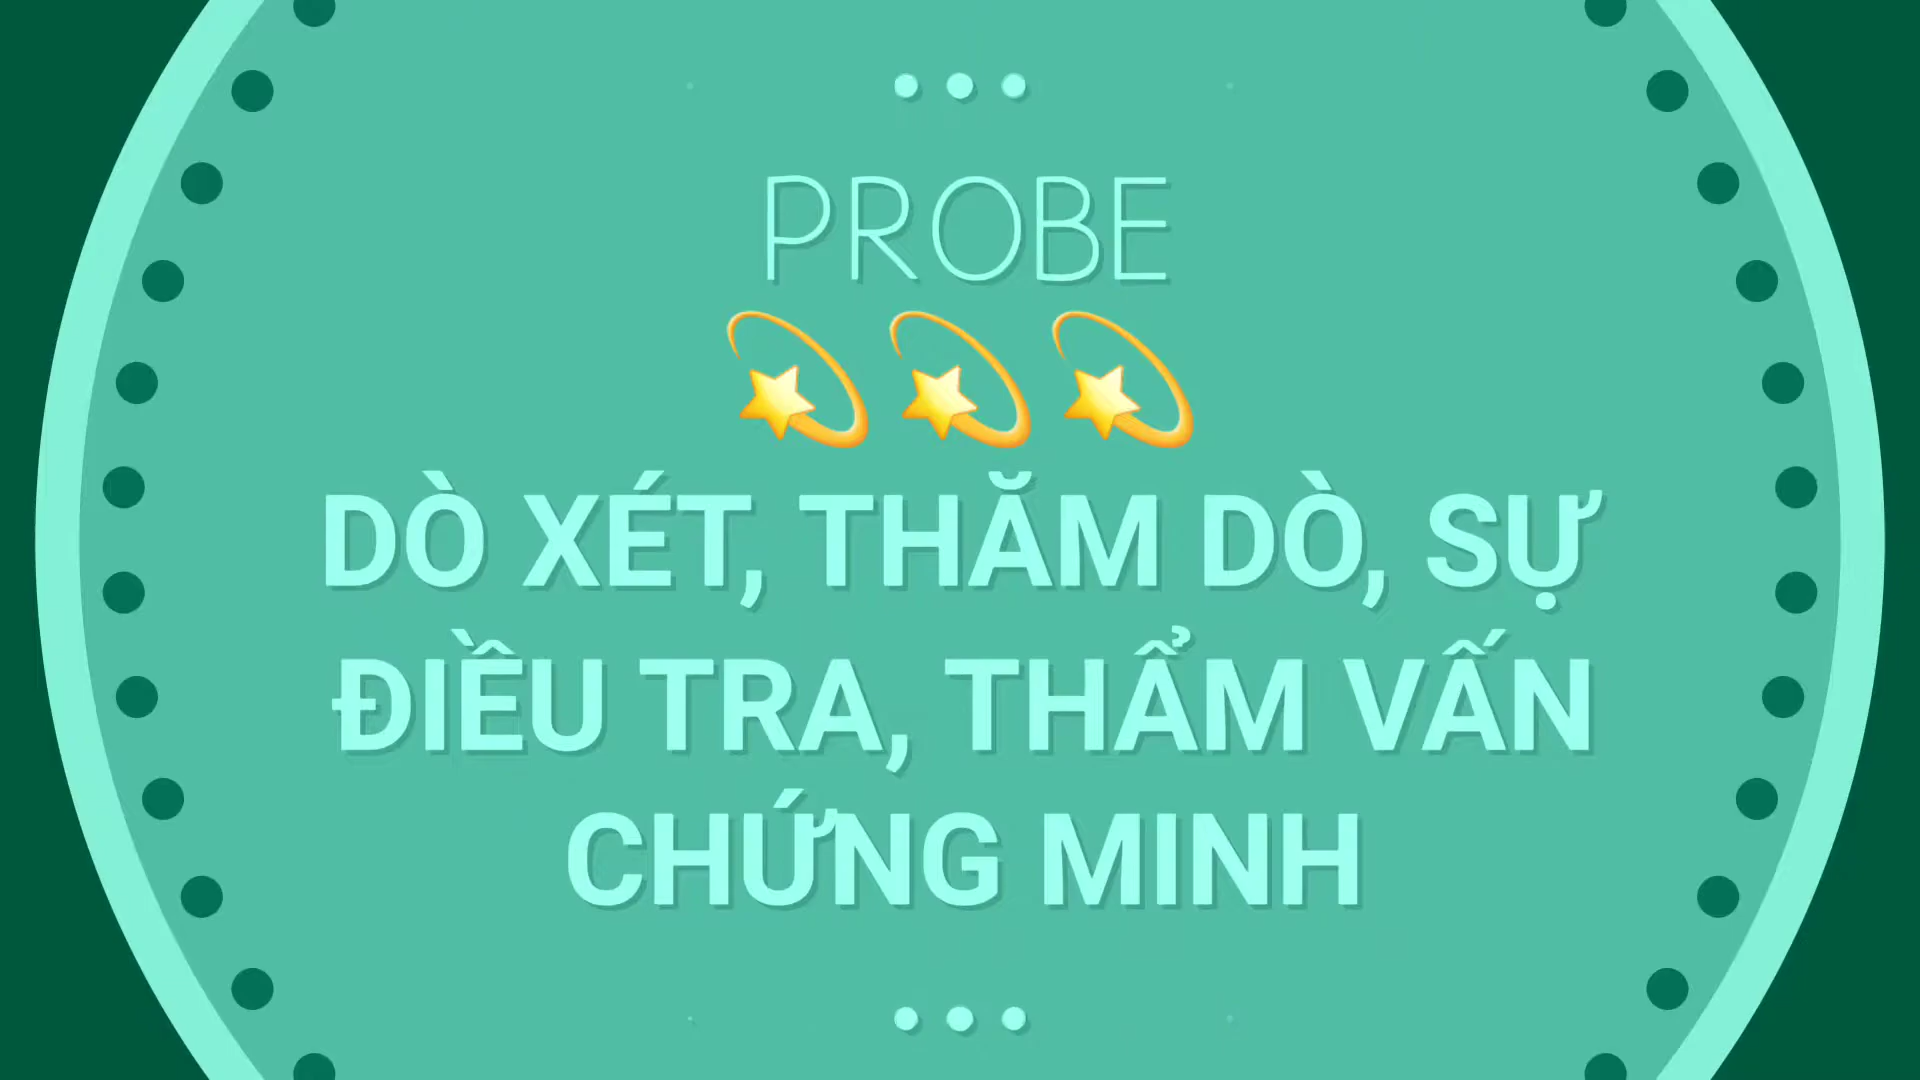 PROBE
💫💫💫
DÒ XÉT, THĂM DÒ, SỰ
ĐIỀU TRA, THẨM VẤN
CHỨNG MINH